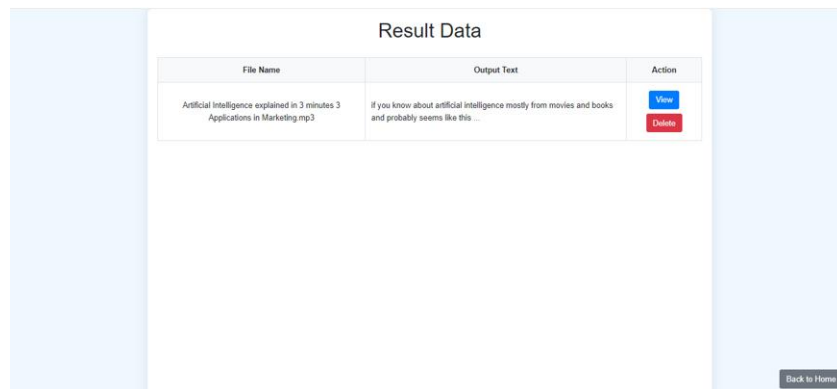 Result Data
File Name
Output Text
Action
Artificial Intelligence explained in 3 minutes 3
Applications in Marketing.mp3
if you know about artificial intelligence mostly from movies and books
and probably seems like this ...
View
Delete
Back to Home